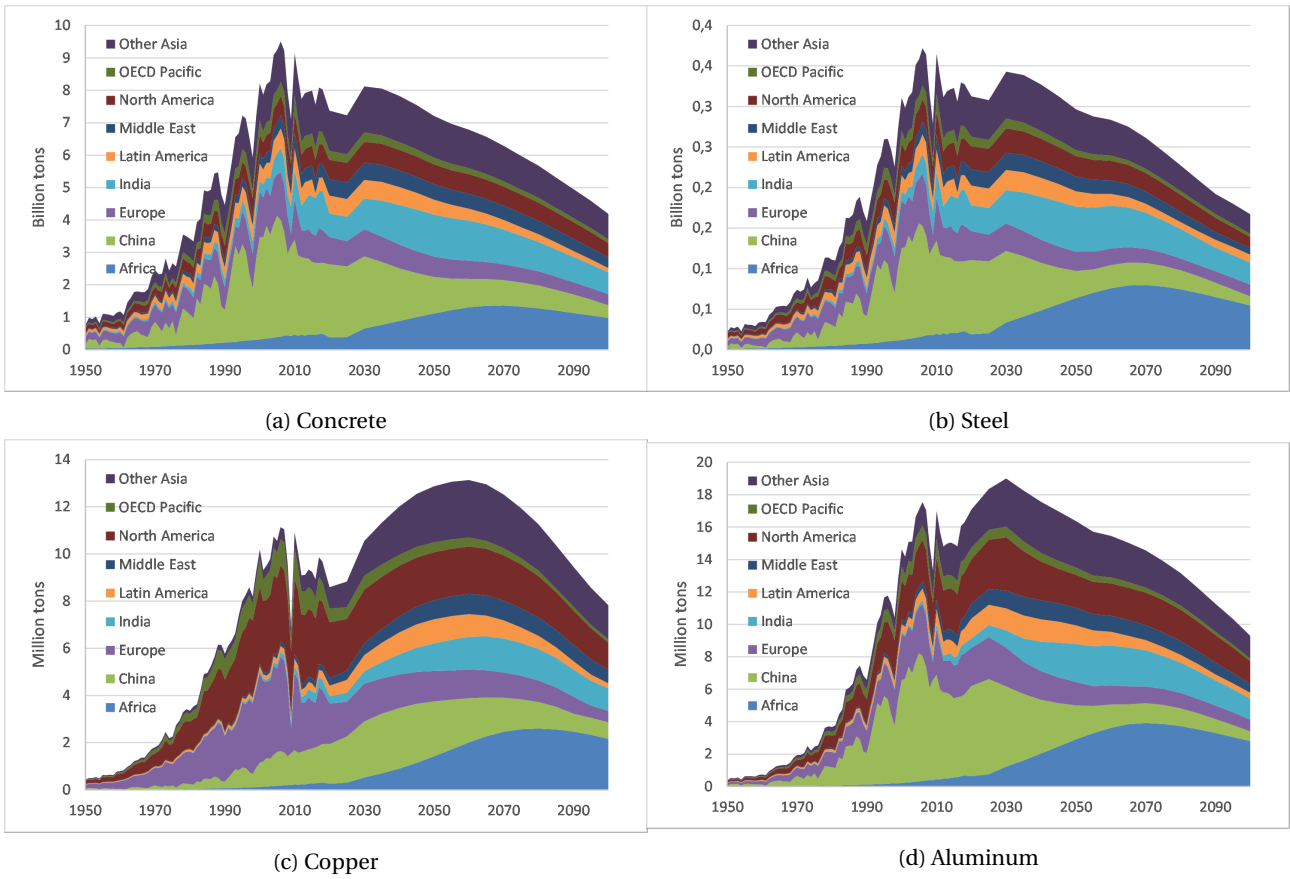 10
9
8
7
6
5
4
3
2
1
0
Billion tons
Other Asia
OECD Pacific
North America
Middle East
Latin America
India
Europe
China
Africa
1950 1970 1990 2010 2030 2050 2070 2090
(a) Concrete
0,4
0,4
0,3
0,3
0,2
0,2
0,1
0,1
0,0
Billion tons
Other Asia
OECD Pacific
North America
Middle East
Latin America
India
Europe
China
Africa
1950 1970 1990 2010 2030 2050 2070 2090
(b) Steel
14
12
10
8
6
4
2
0
Million tons
Other Asia
OECD Pacific
North America
Middle East
Latin America
India
Europe
China
Africa
1950 1970 1990 2010 2030 2050 2070 2090
(c) Copper
20
18
16
14
12
10
8
6
4
2
0
Million tons
Other Asia
OECD Pacific
North America
Middle East
Latin America
India
Europe
China
Africa
1950 1970 1990 2010 2030 2050 2070 2090
(d) Aluminum